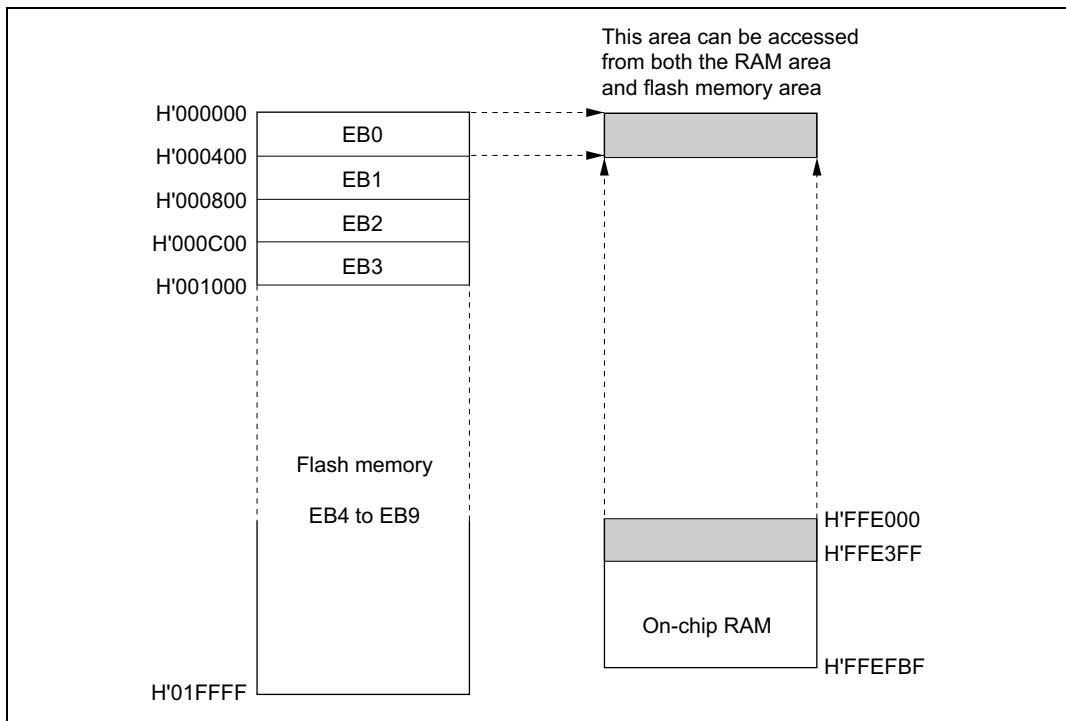 This area can be accessed
from both the RAM area
and flash memory area
H'000000
EB0
H'000400
EB1
H'000800
EB2
H'000C00
EB3
H'001000
Flash memory
EB4 to EB9
H'01FFFF
H'FFE000
H'FFE3FF
On-chip RAM
H'FFEFBF